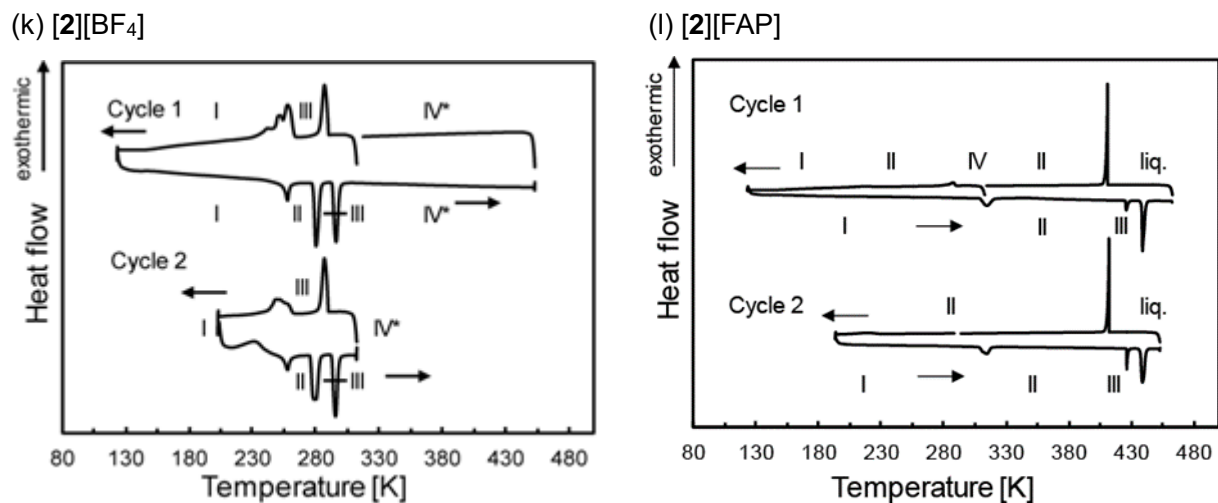 (k) [2][BF₄]
exothermic
Heat flow
Cycle 1
I
III
IV*
I
II
III
IV*
Cycle 2
III
I
IV*
II
III
80 130 180 230 280 330 380 430 480
Temperature [K]
(l) [2][FAP]
exothermic
Heat flow
Cycle 1
I II IV II liq.
I II III
Cycle 2
II liq.
I II III
80 130 180 230 280 330 380 430 480
Temperature [K]